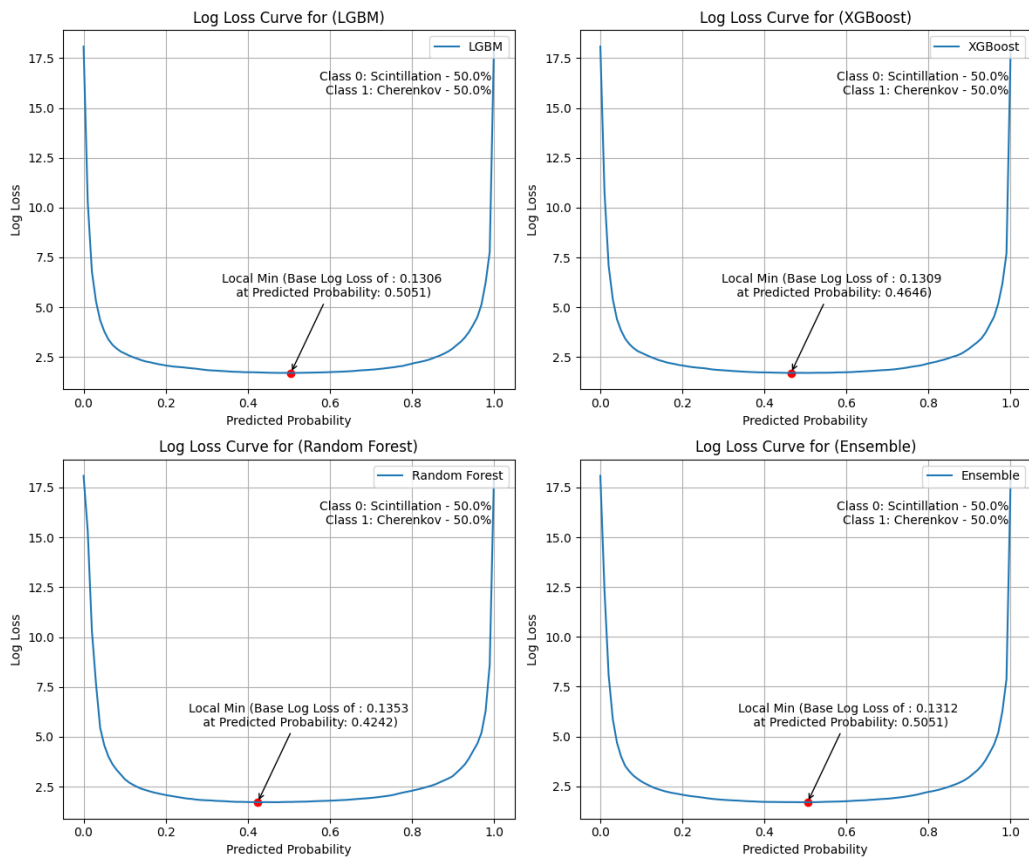 Log Loss Curve for (LGBM)
LGBM
Class 0: Scintillation - 50.0%
Class 1: Cherenkov - 50.0%
Local Min (Base Log Loss of : 0.1306
at Predicted Probability: 0.5051)
17.5
15.0
12.5
10.0
7.5
5.0
2.5
Log Loss
0.0 0.2 0.4 0.6 0.8 1.0
Predicted Probability
Log Loss Curve for (XGBoost)
XGBoost
Class 0: Scintillation - 50.0%
Class 1: Cherenkov - 50.0%
Local Min (Base Log Loss of : 0.1309
at Predicted Probability: 0.4646)
17.5
15.0
12.5
10.0
7.5
5.0
2.5
Log Loss
0.0 0.2 0.4 0.6 0.8 1.0
Predicted Probability
Log Loss Curve for (Random Forest)
Random Forest
Class 0: Scintillation - 50.0%
Class 1: Cherenkov - 50.0%
Local Min (Base Log Loss of : 0.1353
at Predicted Probability: 0.4242)
17.5
15.0
12.5
10.0
7.5
5.0
2.5
Log Loss
0.0 0.2 0.4 0.6 0.8 1.0
Predicted Probability
Log Loss Curve for (Ensemble)
Ensemble
Class 0: Scintillation - 50.0%
Class 1: Cherenkov - 50.0%
Local Min (Base Log Loss of : 0.1312
at Predicted Probability: 0.5051)
17.5
15.0
12.5
10.0
7.5
5.0
2.5
Log Loss
0.0 0.2 0.4 0.6 0.8 1.0
Predicted Probability